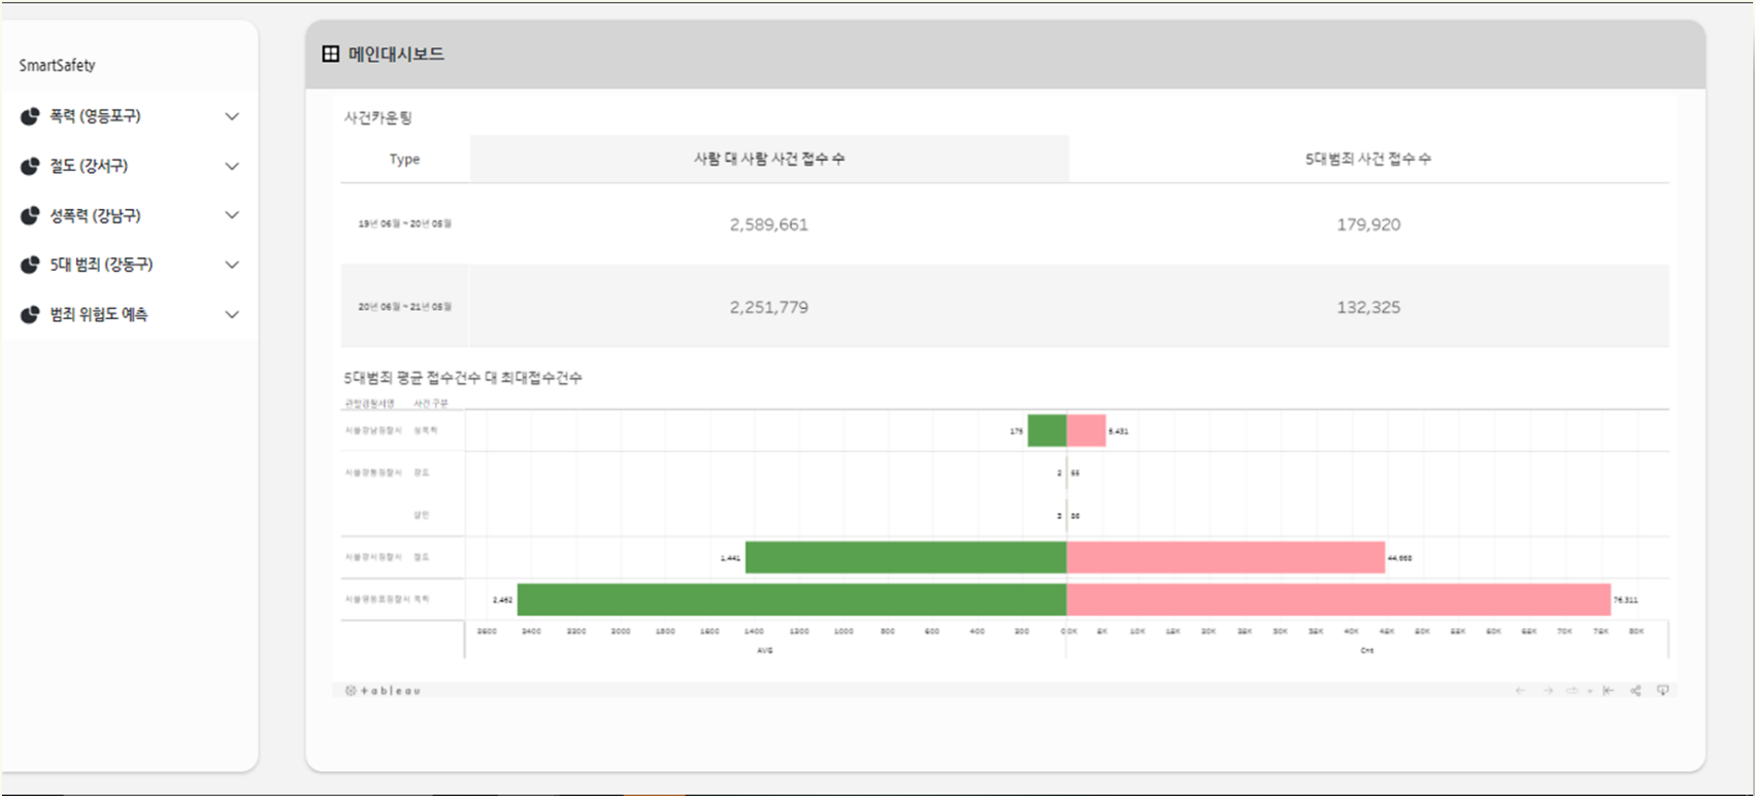 SmartSafety
폭력 (영등포구)
절도 (강서구)
성폭력 (강남구)
5대 범죄 (강동구)
범죄 위험도 예측
메인대시보드
사건카운팅
Type 사람 대 사람 사건 접수 수 5대범죄 사건 접수 수
19년 06월 ~ 20년 05월 2,589,661 179,920
20년 06월 ~ 21년 05월 2,251,779 132,325
5대범죄 평균 접수건수 대 최대접수건수
관할경찰서명 사건 구분
서울강남경찰서 성폭력 175 5,431
서울강동경찰서 강도 2
살인
서울강서경찰서 절도 1,441
서울영등포경찰서 폭력 2,462 76,311
2600 2400 2200 2000 1800 1600 1400 1200 1000 800 600 400 200 0 0K 5K 10K 15K 20K 25K 30K 35K 40K 45K 50K 55K 60K 65K 70K 75K 80K
AVG Cnt
+ableau